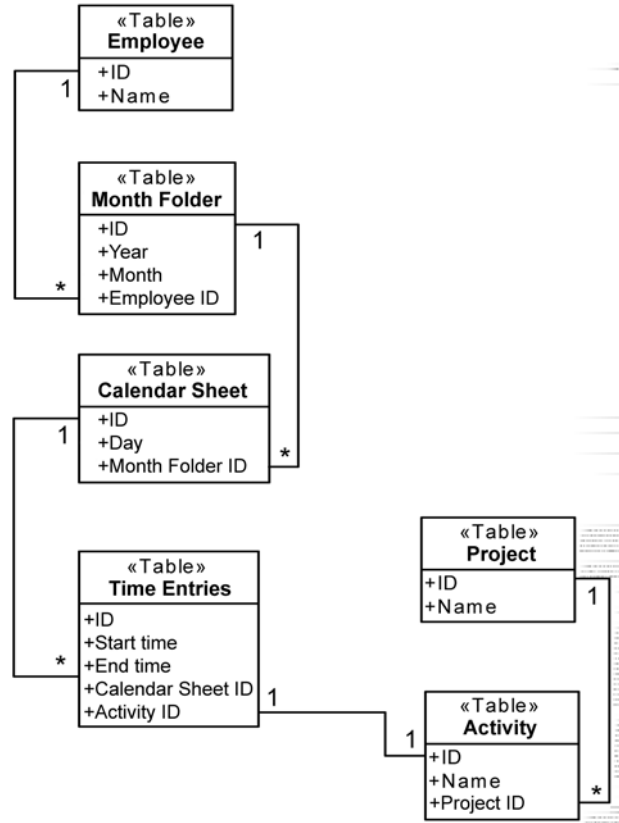 «Table»
Employee
+ID
+Name
1
*
«Table»
Month Folder
+ID
+Year
+Month
+Employee ID
1
*
«Table»
Calendar Sheet
+ID
+Day
+Month Folder ID
1
*
«Table»
Time Entries
+ID
+Start time
+End time
+Calendar Sheet ID
+Activity ID
1
1
«Table»
Project
+ID
+Name
1
*
«Table»
Activity
+ID
+Name
+Project ID